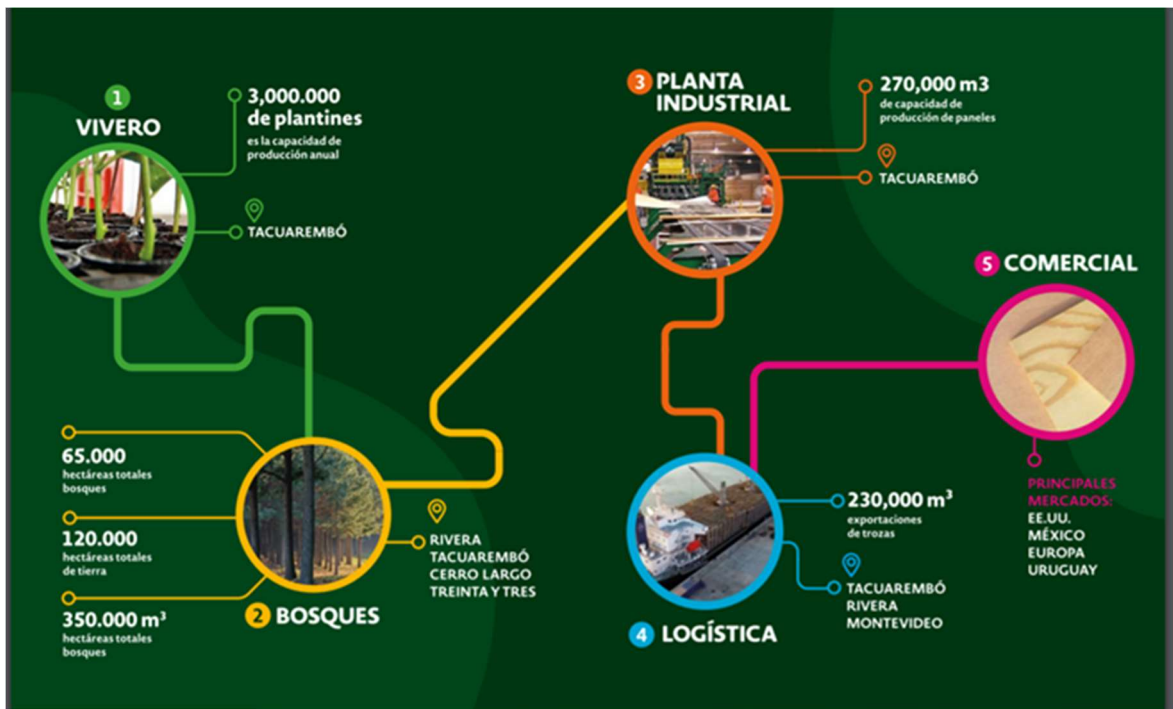 1
VIVERO
3,000.000
de plantines
es la capacidad de
producción anual
TACUAREMBÓ
65.000
hectáreas totales
bosques
120.000
hectáreas totales
de tierra
350.000 m³
hectáreas totales
bosques
2 BOSQUES
RIVERA
TACUAREMBÓ
CERRO LARGO
TREINTA Y TRES
3 PLANTA
INDUSTRIAL
270,000 m3
de capacidad de
producción de paneles
TACUAREMBÓ
4 LOGÍSTICA
230,000 m³
exportaciones
de trozas
TACUAREMBÓ
RIVERA
MONTEVIDEO
5 COMERCIAL
PRINCIPALES
MERCADOS:
EE.UU.
MÉXICO
EUROPA
URUGUAY